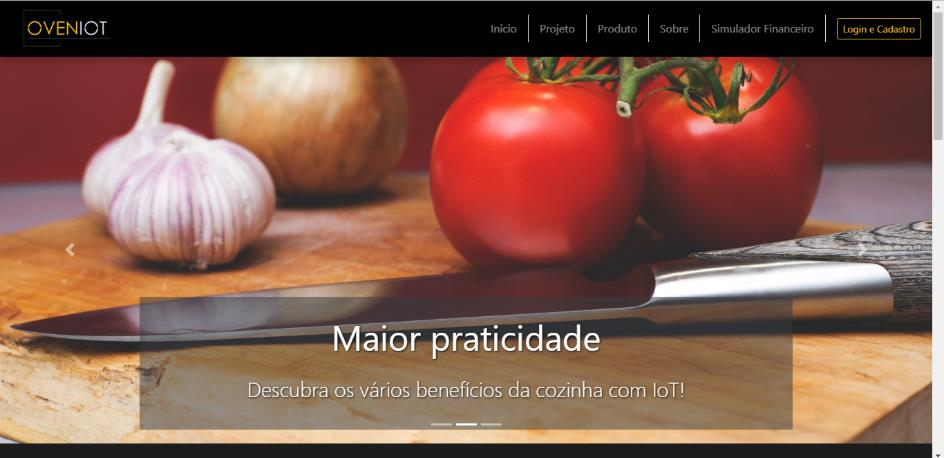 OVENIOT
Inicio
Projeto
Produto
Sobre
Simulador Financeiro
Login e Cadastro
Maior praticidade
Descubra os vários benefícios da cozinha com IoT!